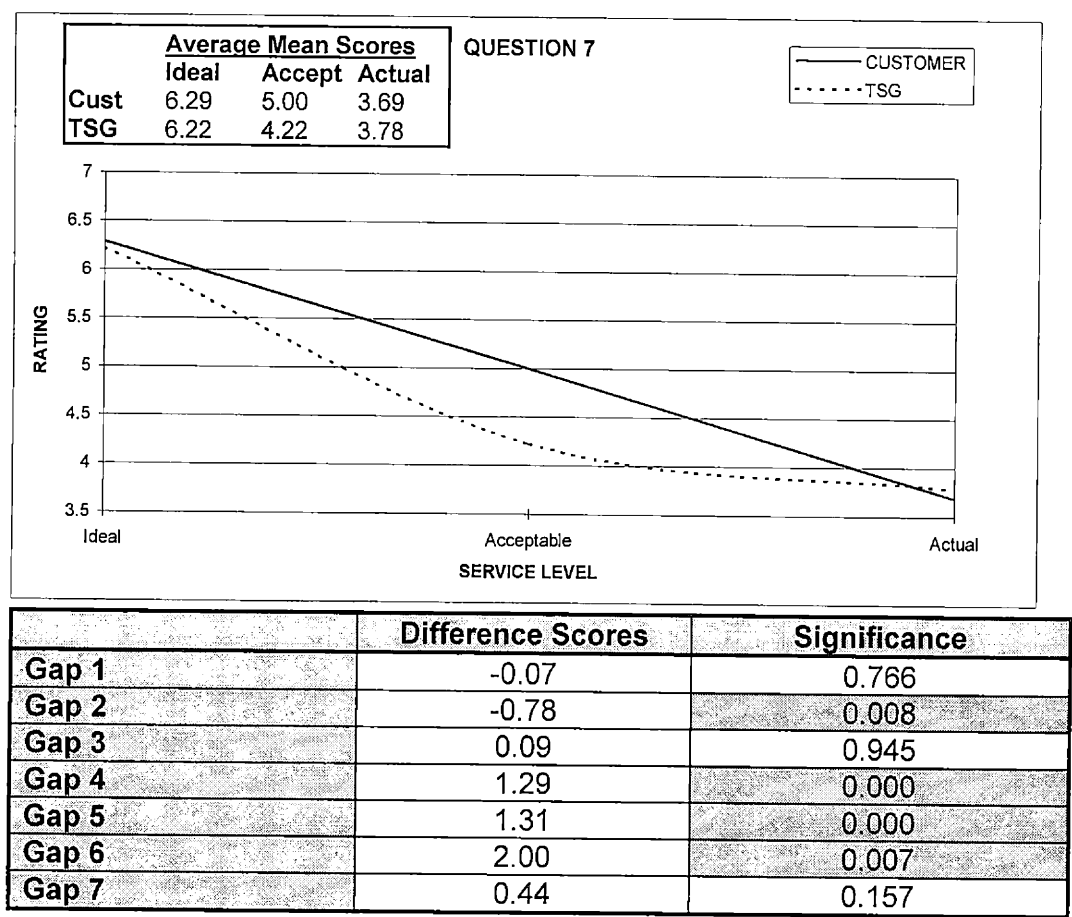 Average Mean Scores
Ideal Accept Actual
Cust 6.29 5.00 3.69
TSG 6.22 4.22 3.78
QUESTION 7
CUSTOMER
TSG
7
6.5
6
5.5
5
4.5
4
3.5
RATING
Ideal Acceptable Actual
SERVICE LEVEL
Difference Scores Significance
Gap 1 -0.07 0.766
Gap 2 -0.78 0.008
Gap 3 0.09 0.945
Gap 4 1.29 0.000
Gap 5 1.31 0.000
Gap 6 2.00 0.007
Gap 7 0.44 0.157